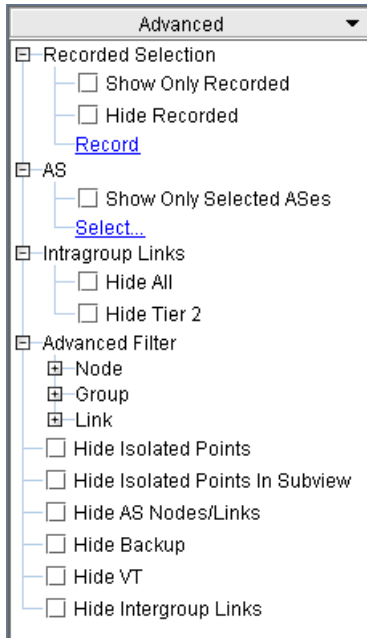 Advanced
Recorded Selection
Show Only Recorded
Hide Recorded
Record
AS
Show Only Selected ASes
Select...
Intragroup Links
Hide All
Hide Tier 2
Advanced Filter
Node
Group
Link
Hide Isolated Points
Hide Isolated Points In Subview
Hide AS Nodes/Links
Hide Backup
Hide VT
Hide Intergroup Links